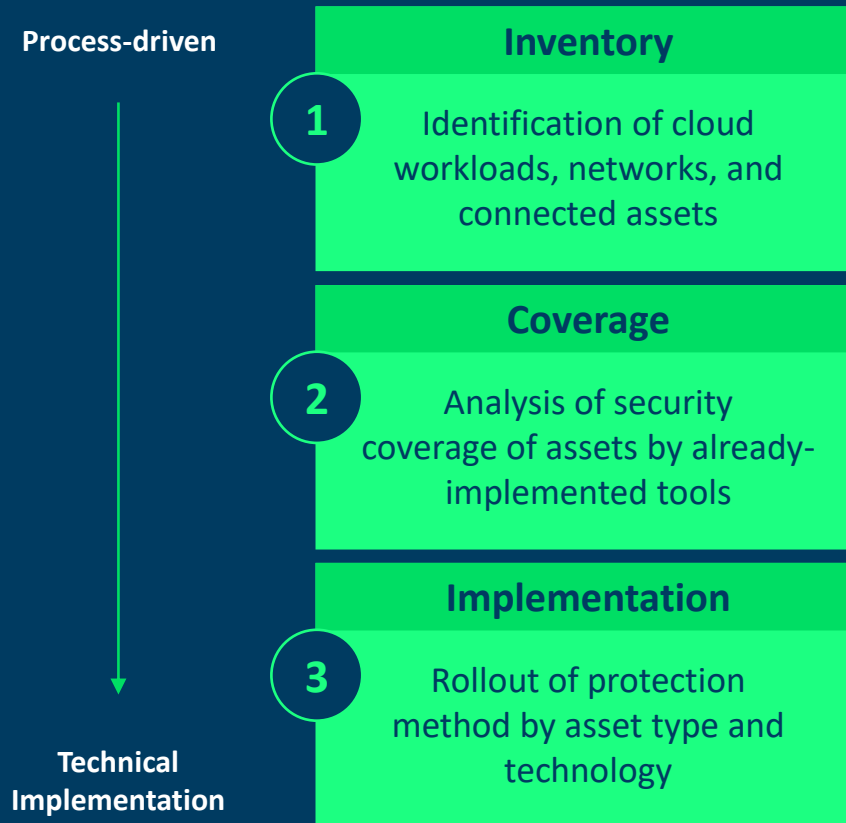 Process-driven
Inventory
1
Identification of cloud
workloads, networks, and
connected assets
Coverage
2
Analysis of security
coverage of assets by already-
implemented tools
Implementation
3
Rollout of protection
method by asset type and
technology
Technical
Implementation